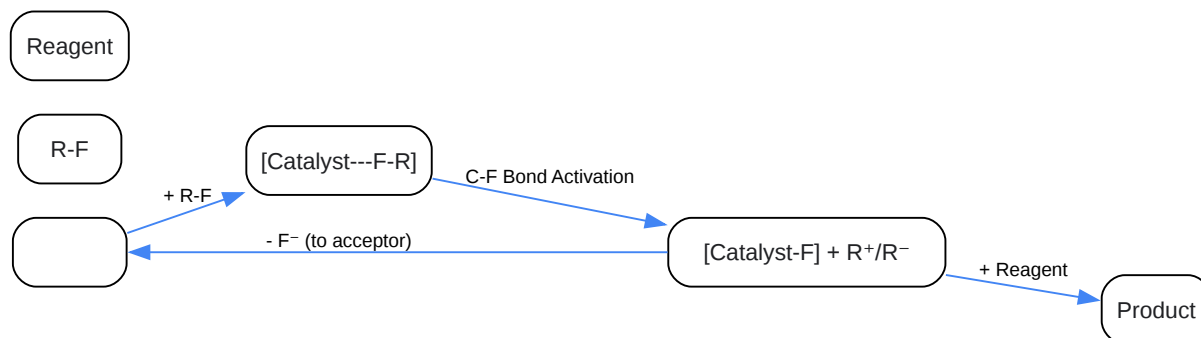 Reagent
R-F
[Catalyst---F-R]
+ R-F
C-F Bond Activation
- F⁻ (to acceptor)
[Catalyst-F] + R⁺/R⁻
+ Reagent
Product